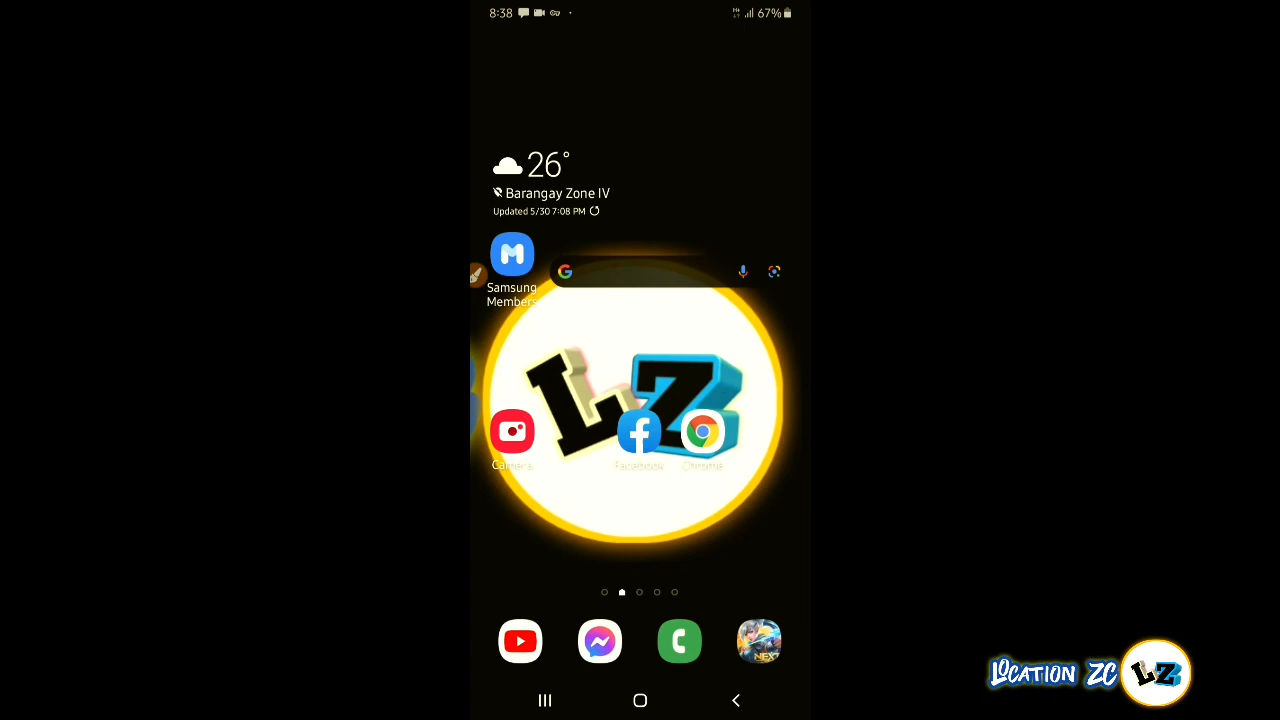 8:38
67%
26°
Barangay Zone IV
Updated 5/30 7:08 PM
Samsung
Members
LZ
Camera
Facebook
Chrome
NEXT
LOCATION ZC LZ